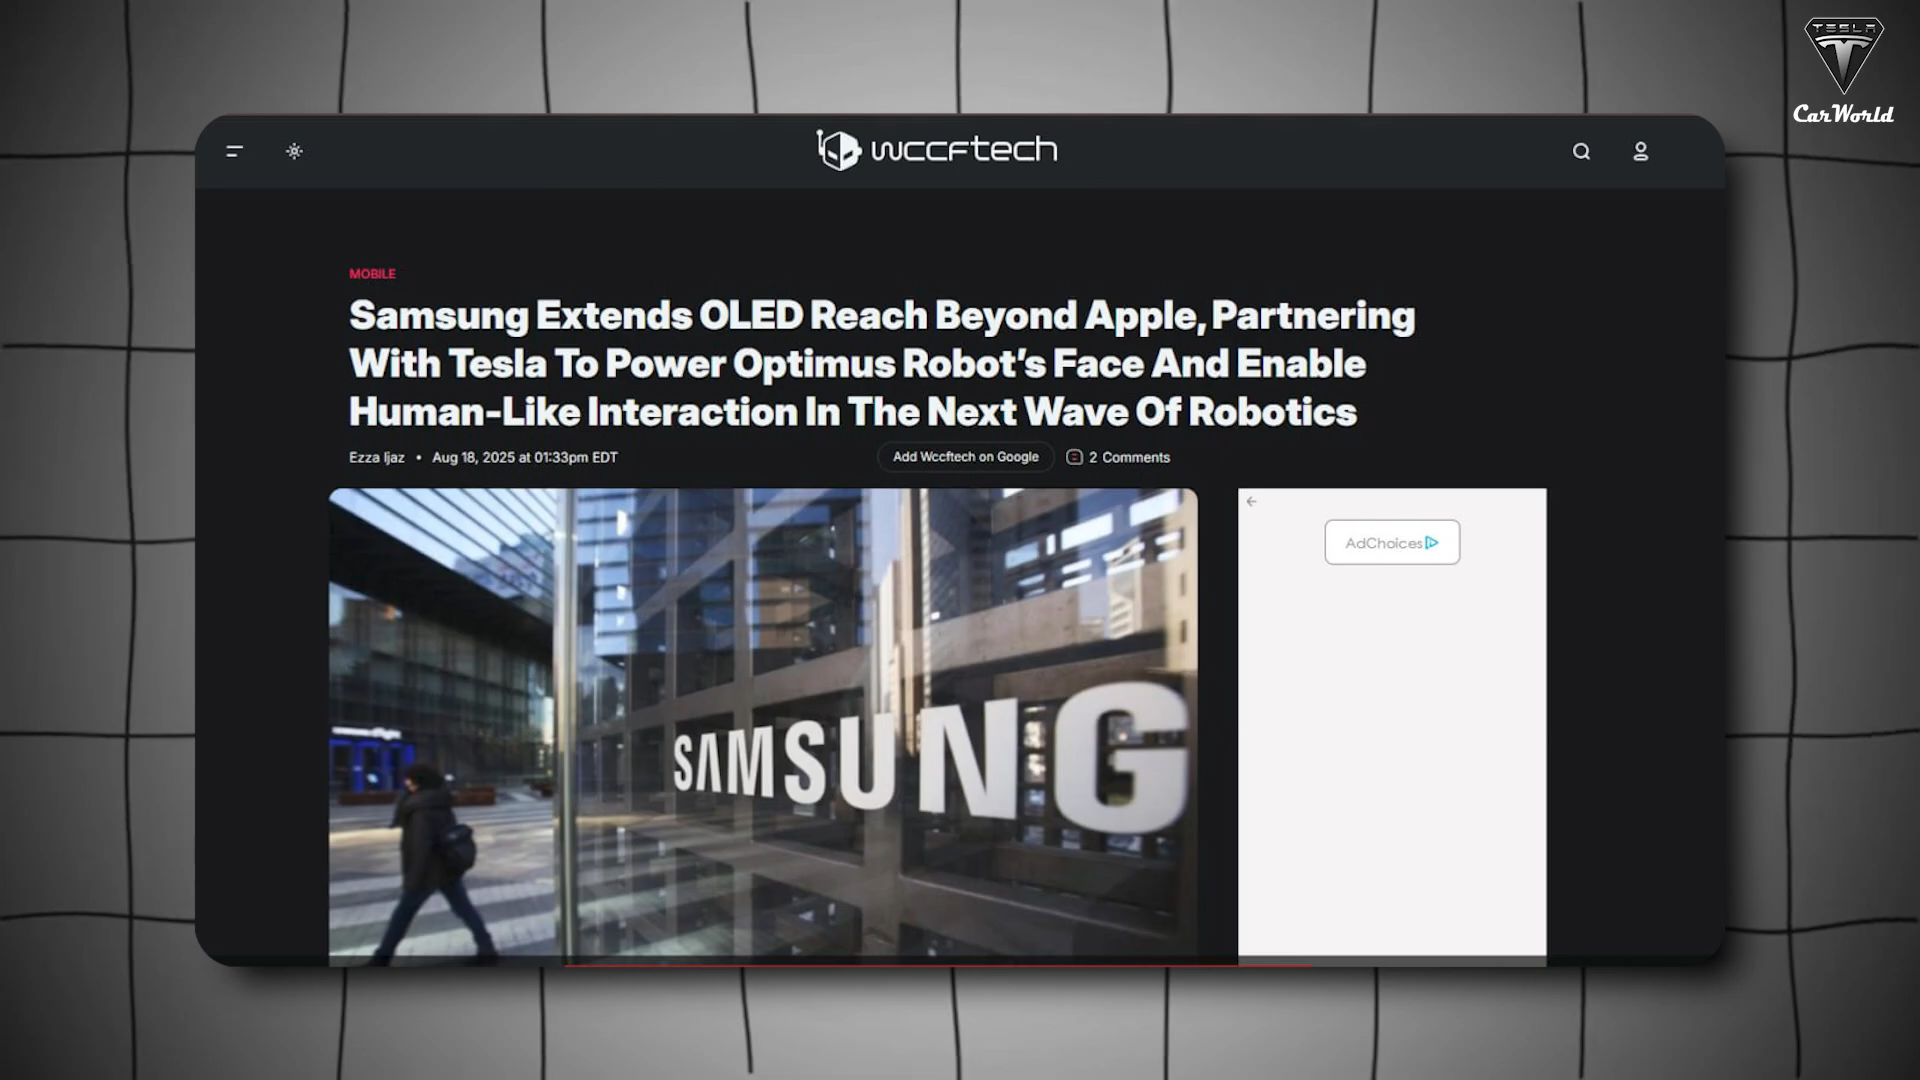 TESLA
CarWorld
wccftech
MOBILE
Samsung Extends OLED Reach Beyond Apple, Partnering
With Tesla To Power Optimus Robot's Face And Enable
Human-Like Interaction In The Next Wave Of Robotics
Ezza Ijaz • Aug 18, 2025 at 01:33pm EDT
Add Wccftech on Google
2 Comments
AdChoices
SAMSUNG